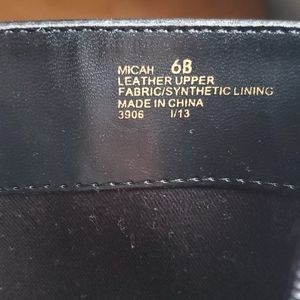 MICAH 6B
LEATHER UPPER
FABRIC/SYNTHETIC LINING
MADE IN CHINA
3906 I/13